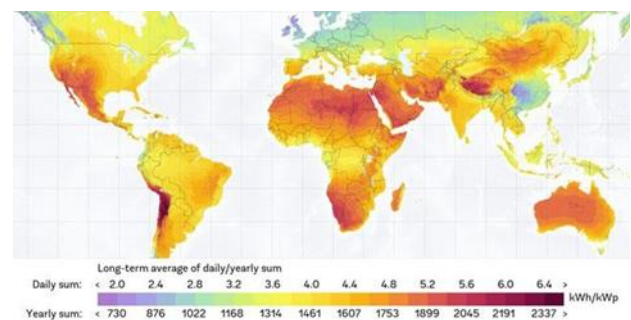 Long-term average of daily/yearly sum
Daily sum: < 2.0 2.4 2.8 3.2 3.6 4.0 4.4 4.8 5.2 5.6 6.0 6.4 >
kWh/kWp
Yearly sum: < 730 876 1022 1168 1314 1461 1607 1753 1899 2045 2191 2337 >